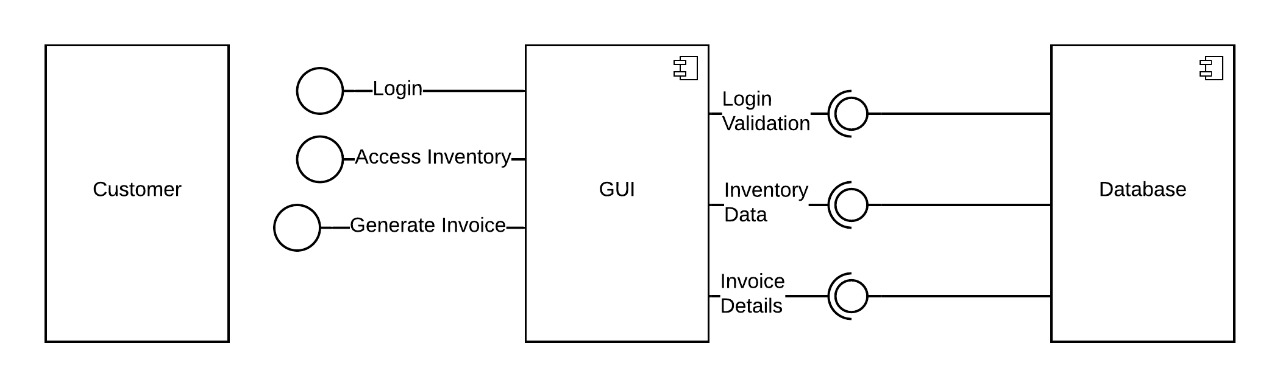 Customer
Login
Access Inventory
Generate Invoice
GUI
Login
Validation
Inventory
Data
Invoice
Details
Database